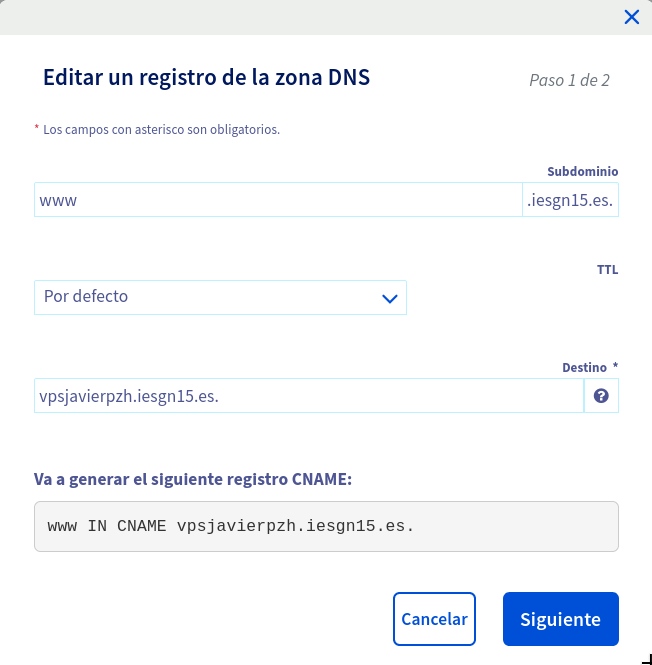 Editar un registro de la zona DNS
Paso 1 de 2
* Los campos con asterisco son obligatorios.
Subdominio
www
.iesgn15.es.
TTL
Por defecto
Destino *
vpsjavierpzh.iesgn15.es.
?
Va a generar el siguiente registro CNAME:
www IN CNAME vpsjavierpzh.iesgn15.es.
Cancelar
Siguiente